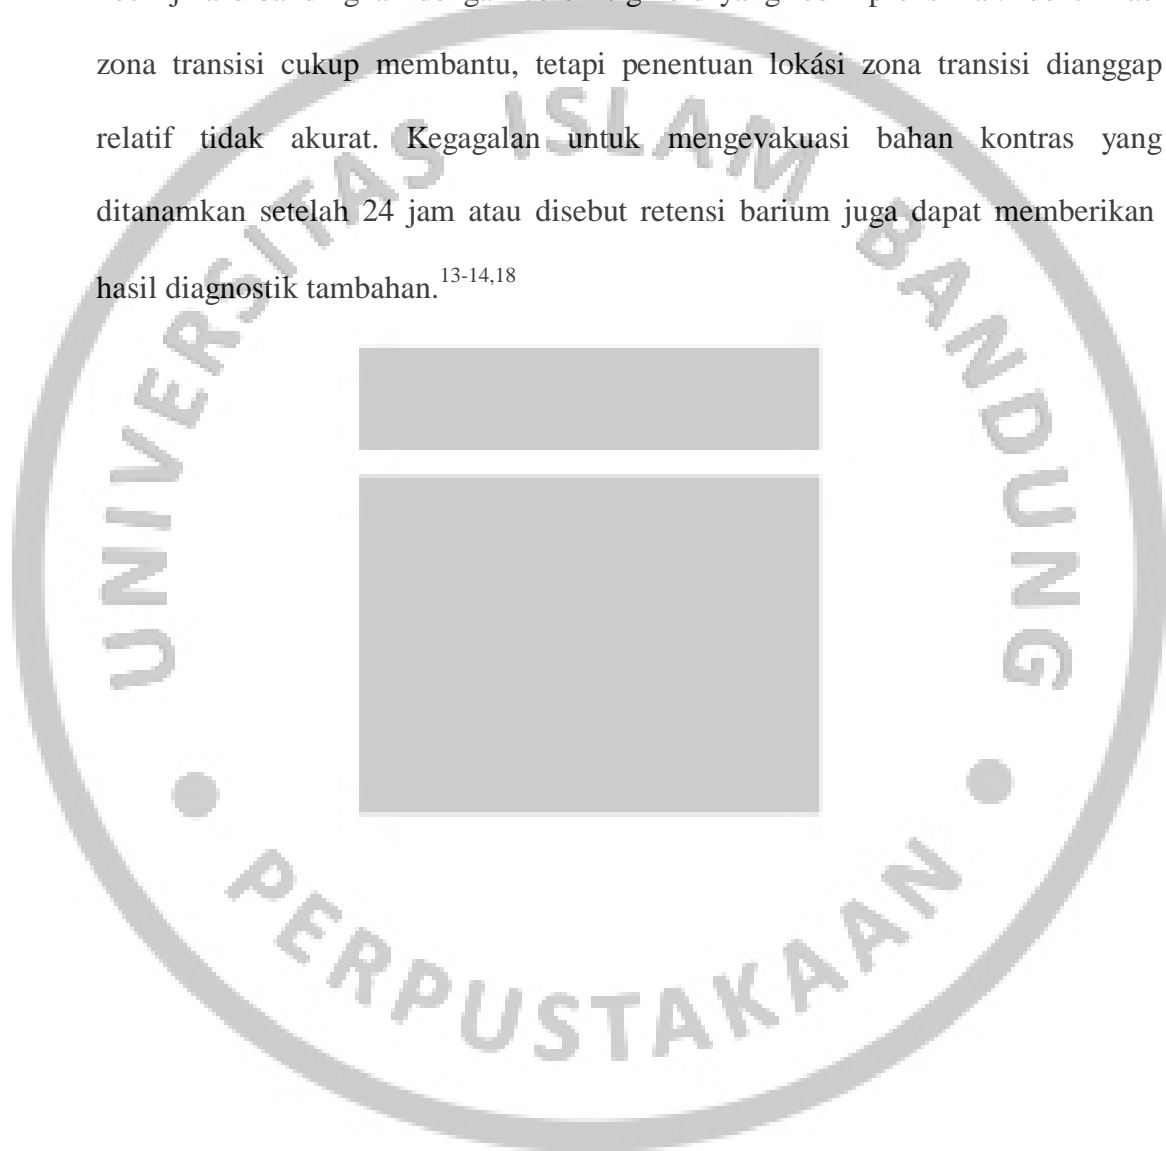 zona transisi cukup membantu, tetapi penentuan lokási zona transisi dianggap
relatif tidak akurat. Kegagalan untuk mengevakuasi bahan kontras yang
ditanamkan setelah 24 jam atau disebut retensi barium juga dapat memberikan
hasil diagnostik tambahan.13-14,18
UNIVERSITAS ISLAM BANDUNG
PERPUSTAKAAN